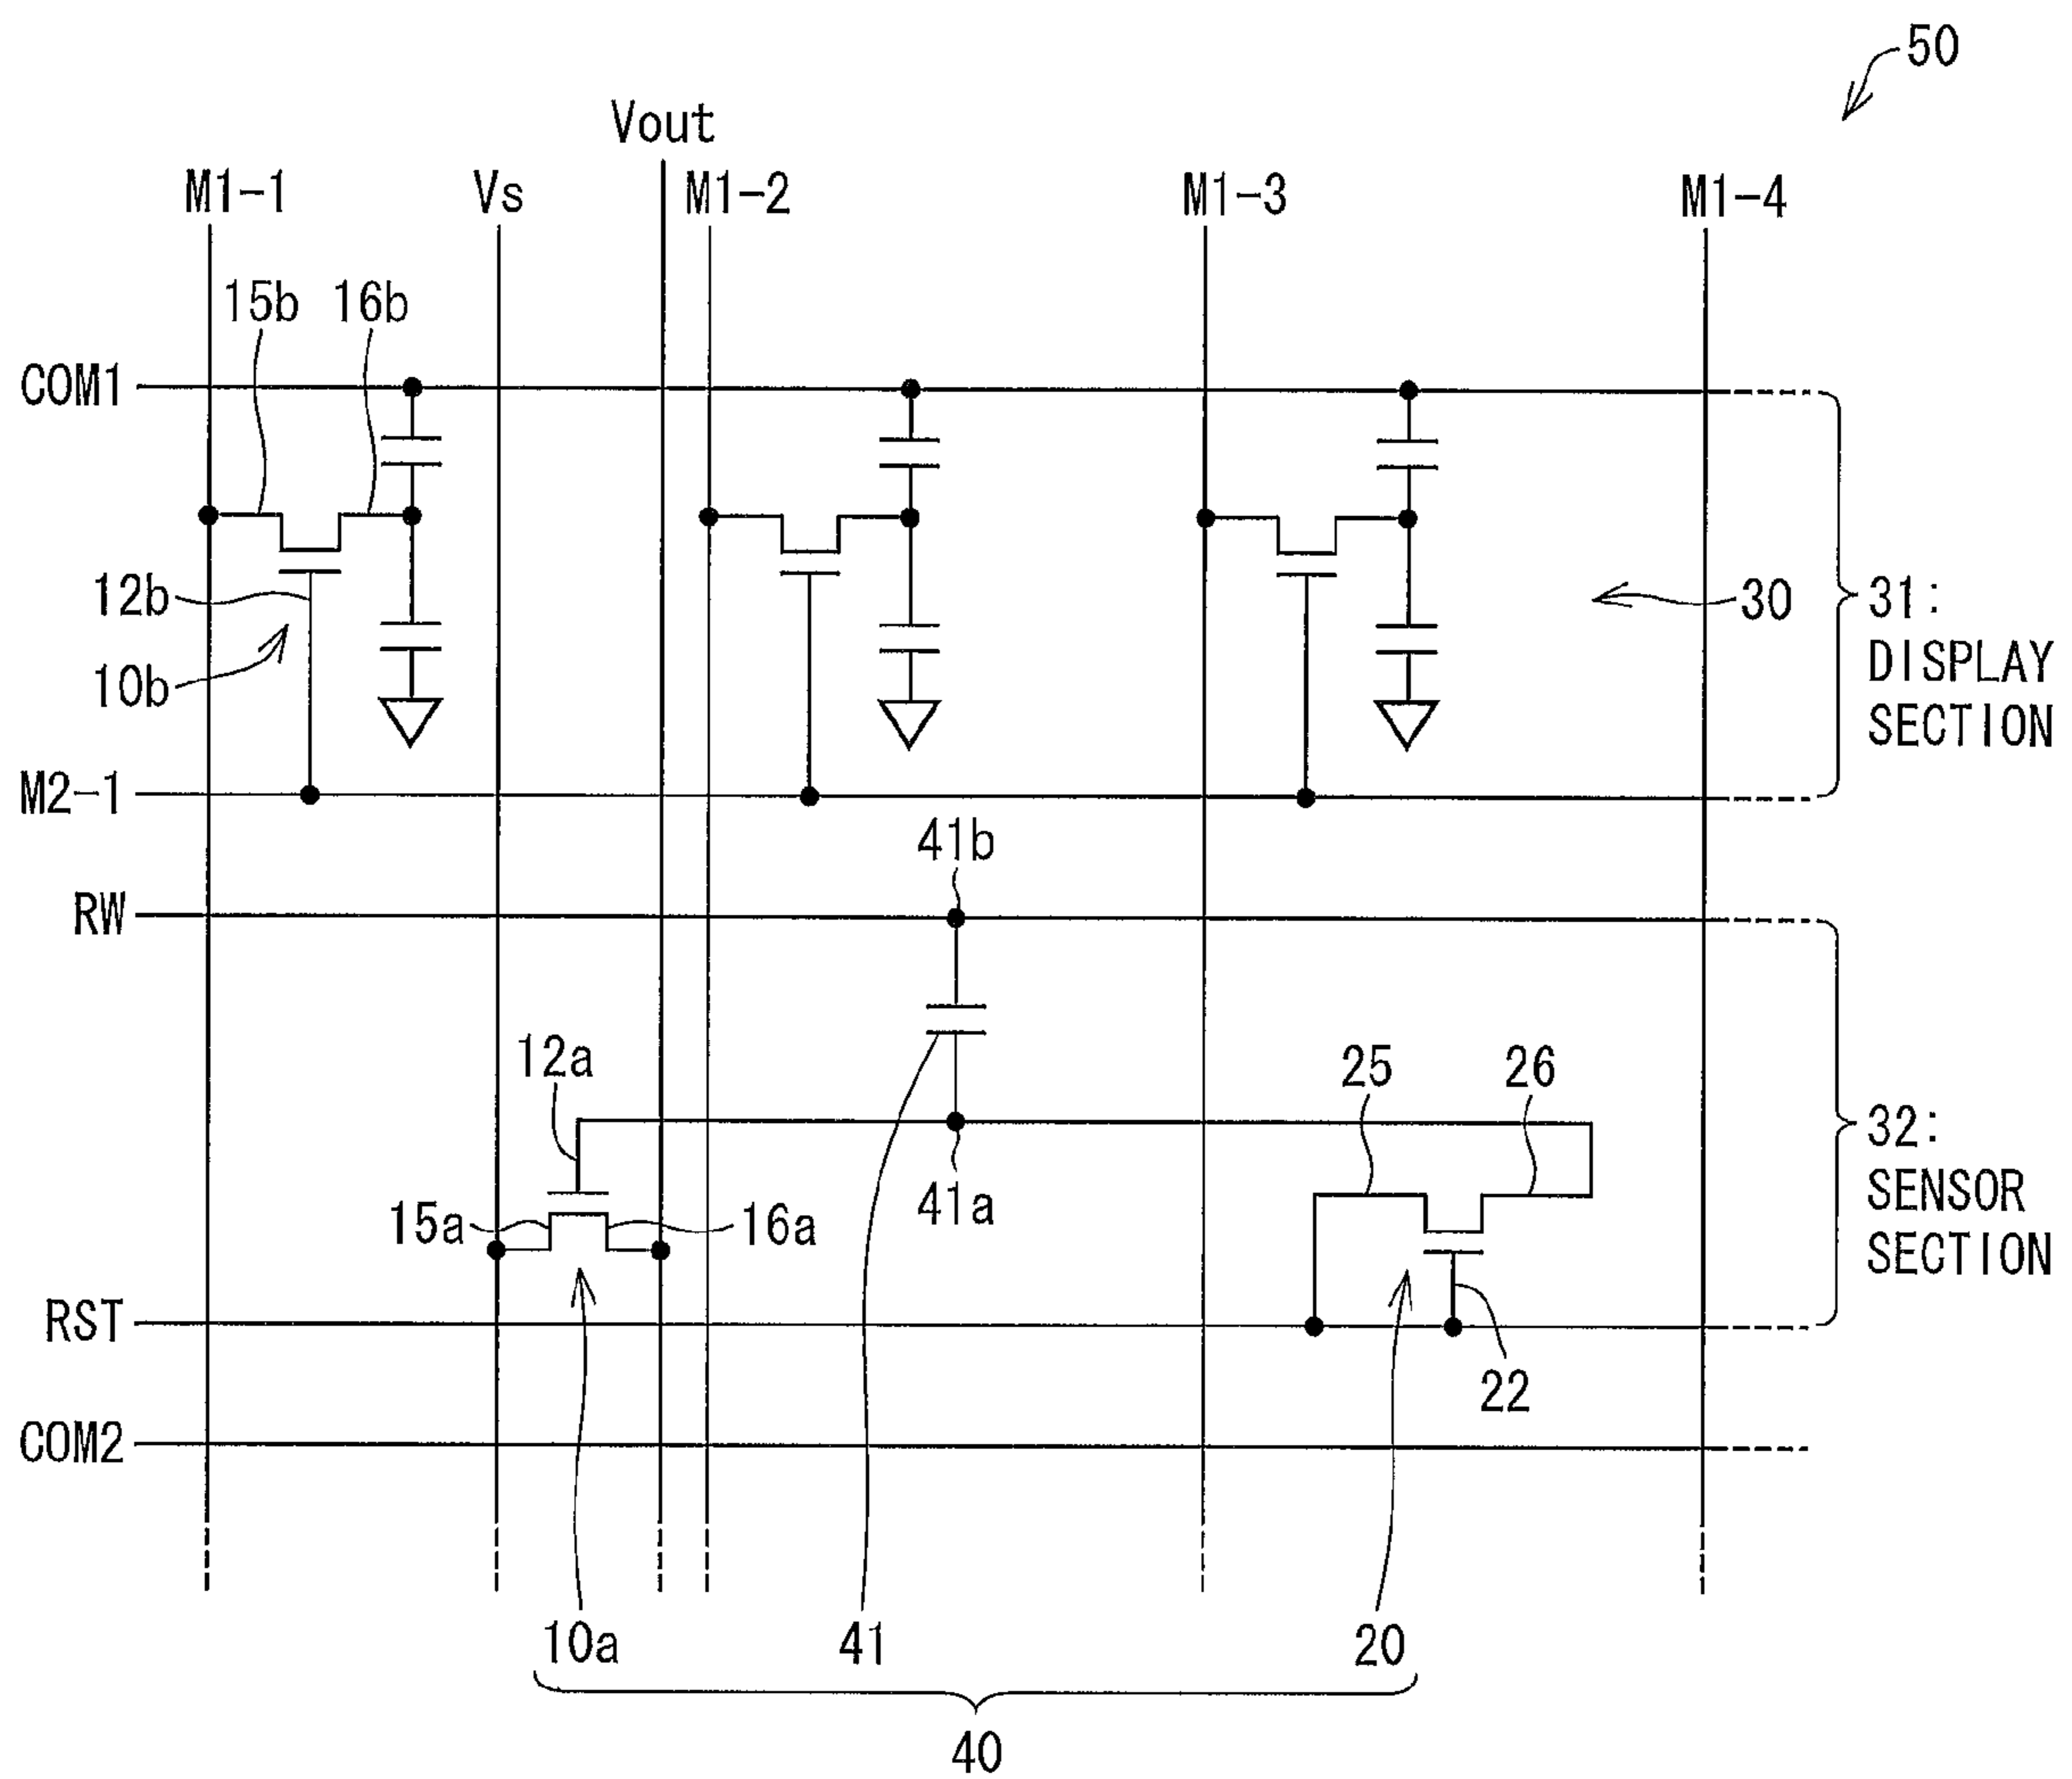 50
Vout
M1-1
Vs
M1-2
M1-3
M1-4
15b
16b
COM1
12b
10b
30
31:
DISPLAY
SECTION
M2-1
41b
RW
12a
25
26
32:
SENSOR
SECTION
15a
16a
41a
RST
22
COM2
10a
41
20
40